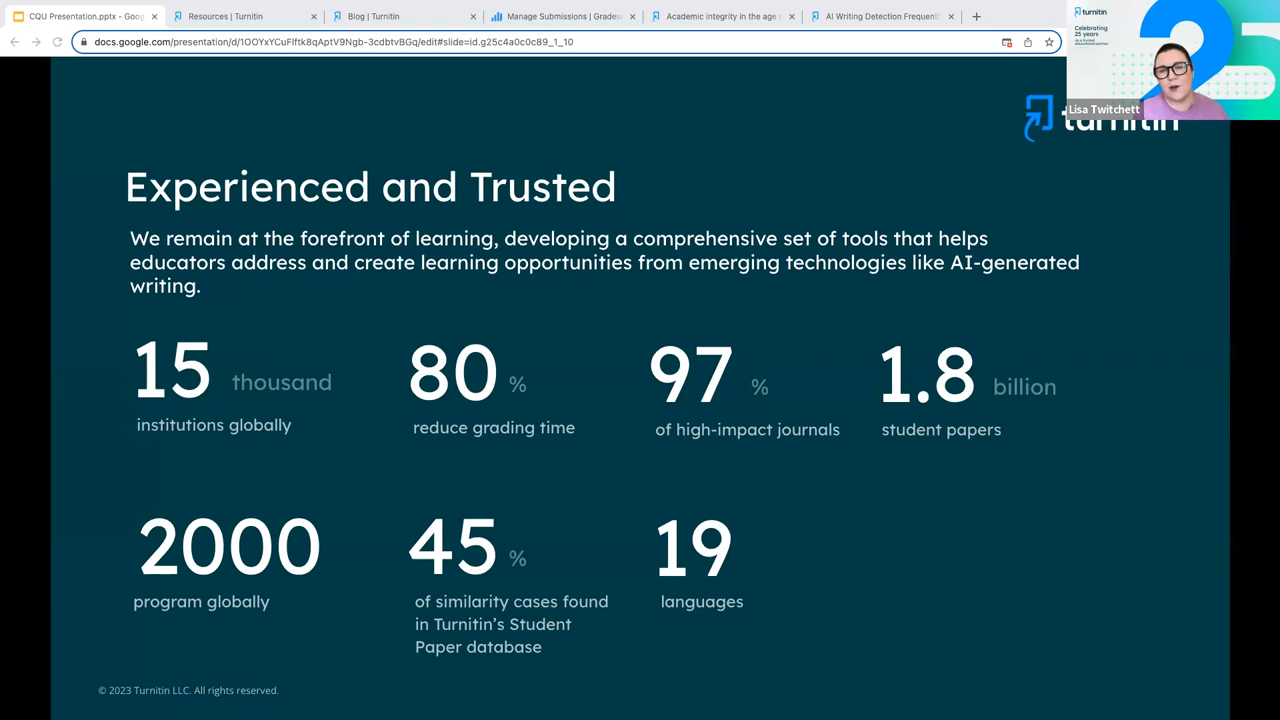 CQU Presentation.pptx - Goog
Resources | Turnitin
Blog | Turnitin
Manage Submissions | Grades
Academic integrity in the age
AI Writing Detection Frequent
docs.google.com/presentation/d/1OOYxYCuFlftk8qAptV9Ngb-3cdbtvBGq/edit#slide=id.g25c4a0c0c89_1_10
turnitin
Celebrating
25 years
as a trusted
educational partner
Lisa Twitchett
turnitin
Experienced and Trusted
We remain at the forefront of learning, developing a comprehensive set of tools that helps
educators address and create learning opportunities from emerging technologies like AI-generated
writing.
15 thousand
institutions globally
80 %
reduce grading time
97 %
of high-impact journals
1.8 billion
student papers
2000
program globally
45 %
of similarity cases found
in Turnitin's Student
Paper database
19
languages
© 2023 Turnitin LLC. All rights reserved.